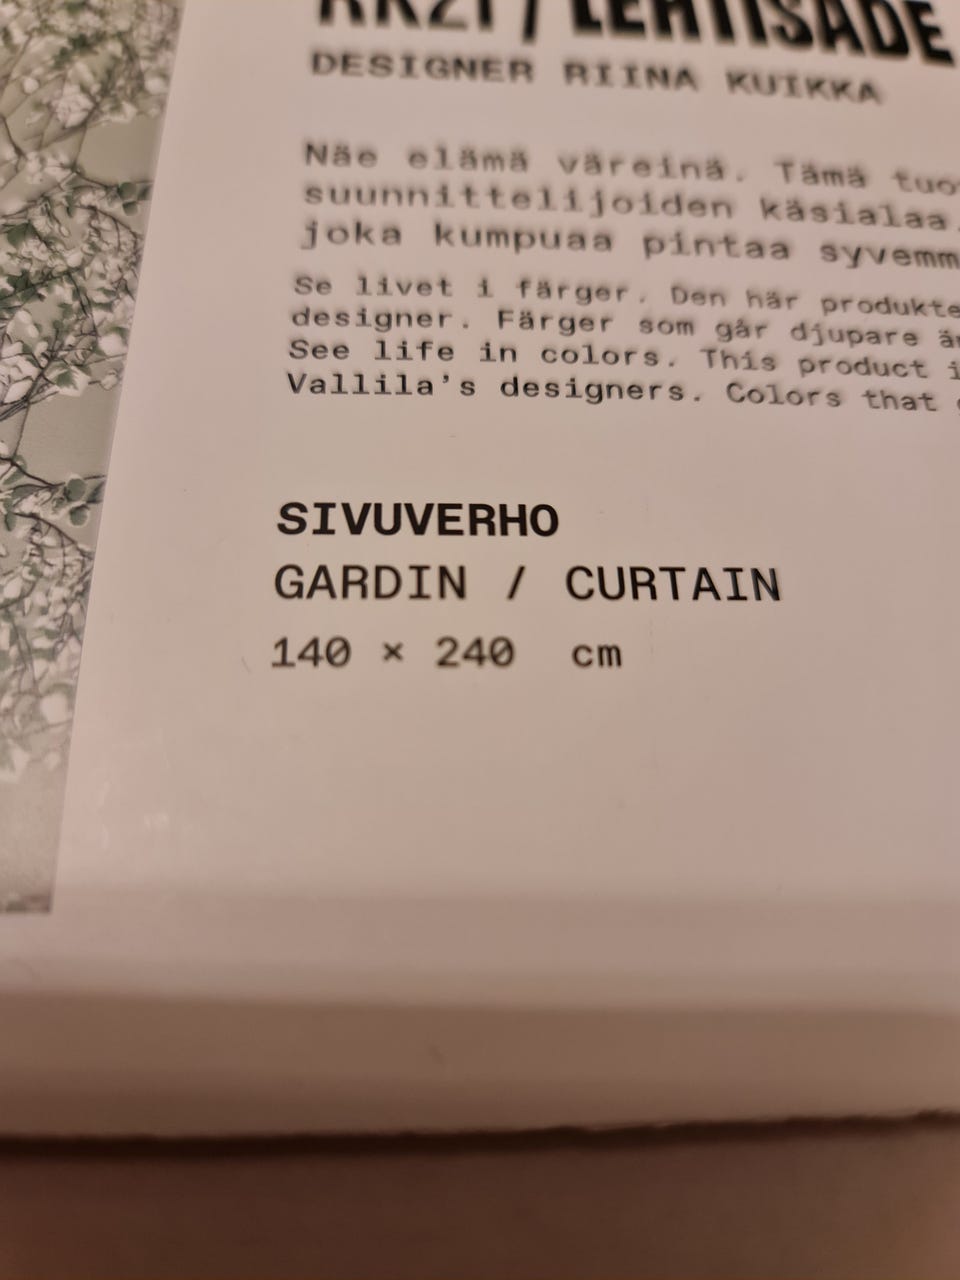 / LEHTISADE
DESIGNER RIINA KUIKKA
Näe elämä väreinä. Tämä
suunnittelijoiden käsialaa.
joka kumpuaa pintaa
Se livet i färger. Den här
designer. Färger som går djupare
See life in colors. This product
Vallila's designers. Colors that
SIVUVERHO
GARDIN / CURTAIN
140 × 240 cm